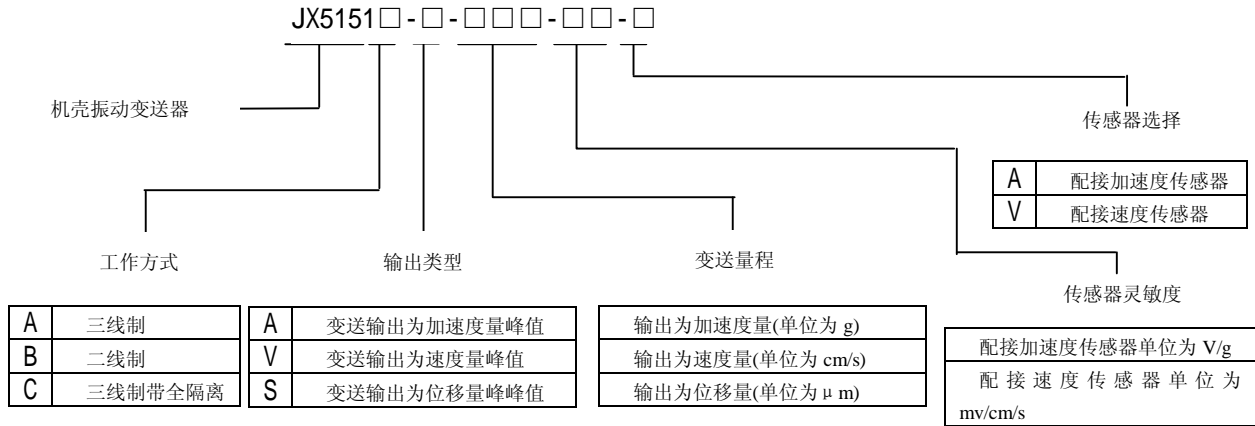 JX5151□-□-□□□-□□-□
机壳振动变送器
传感器选择
A 配接加速度传感器
V 配接速度传感器
工作方式
输出类型
变送量程
传感器灵敏度
A 三线制
B 二线制
C 三线制带全隔离
A 变送输出为加速度量峰值
V 变送输出为速度量峰值
S 变送输出为位移量峰峰值
输出为加速度量(单位为 g)
输出为速度量(单位为 cm/s)
输出为位移量(单位为μm)
配接加速度传感器单位为 V/g
配接速度传感器单位为
mv/cm/s